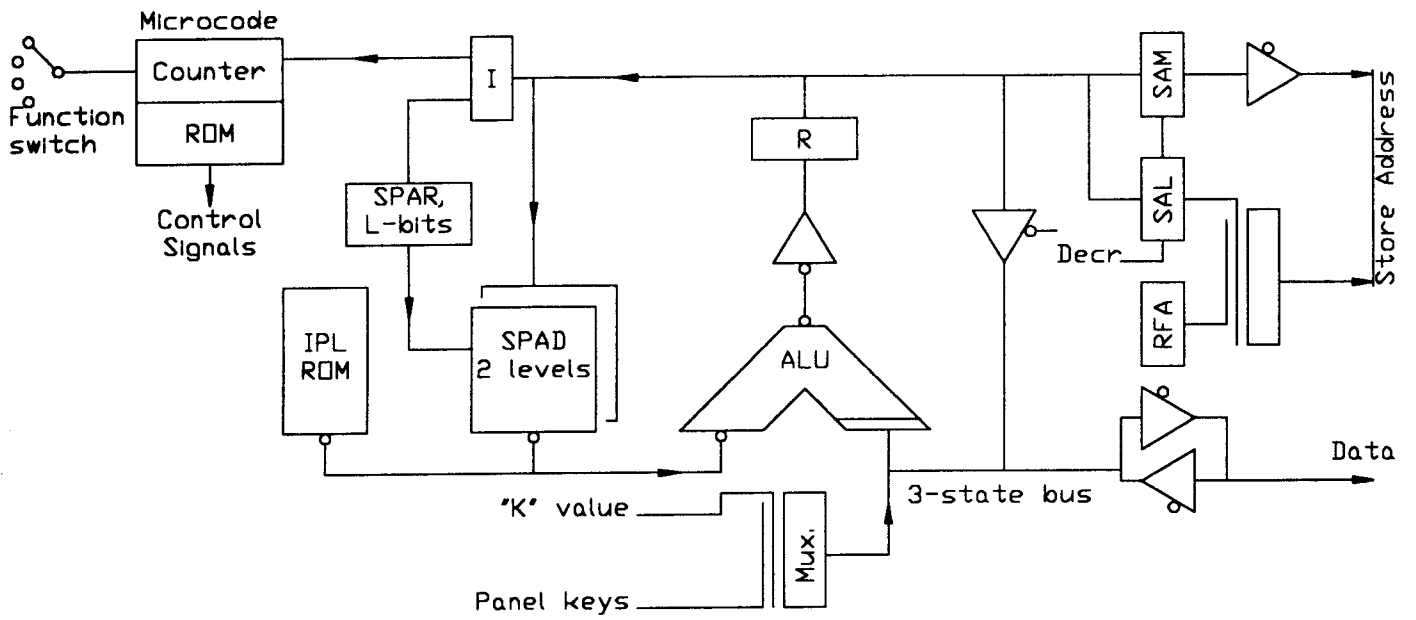 Microcode
Counter
ROM
Function
switch
Control
Signals
I
SPAR,
L-bits
IPL
ROM
SPAD
2 levels
R
ALU
"K" value
Panel keys
Mux.
3-state bus
Decr
SAM
SAL
RFA
Store Address
Data